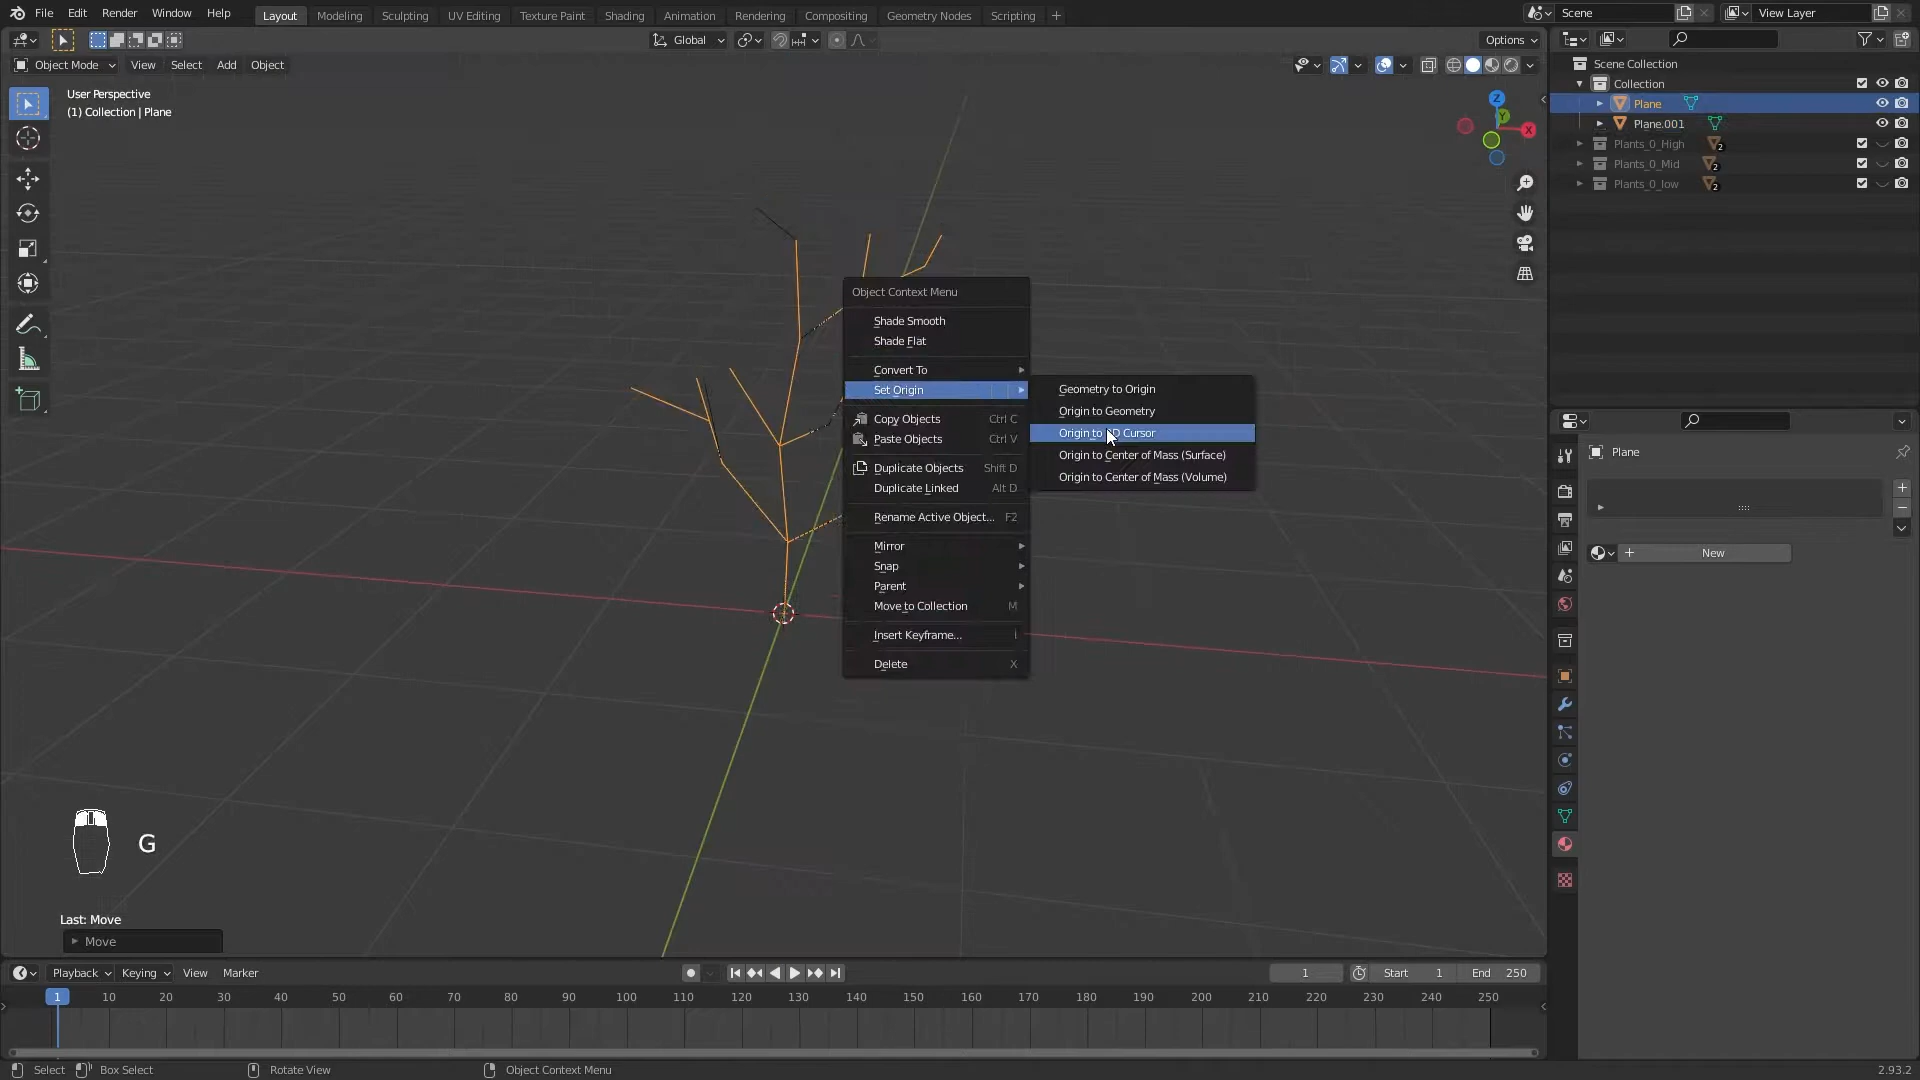 File Edit Render Window Help
Layout Modeling Sculpting UV Editing Texture Paint Shading Animation Rendering Compositing Geometry Nodes Scripting +
Scene
View Layer
Global
Options
Object Mode View Select Add Object
User Perspective
(1) Collection | Plane
Z
Y
X
Scene Collection
Collection
Plane
Plane.001
Plants_0_High 2
Plants_0_Mid 2
Plants_0_low 2
Object Context Menu
Shade Smooth
Shade Flat
Convert To
Set Origin
Copy Objects Ctrl C
Paste Objects Ctrl V
Duplicate Objects Shift D
Duplicate Linked Alt D
Rename Active Object... F2
Mirror
Snap
Parent
Move to Collection M
Insert Keyframe... I
Delete X
Geometry to Origin
Origin to Geometry
Origin to D Cursor
Origin to Center of Mass (Surface)
Origin to Center of Mass (Volume)
Plane
New
G
Last: Move
Move
Playback Keying View Marker
1
Start 1
End 250
1 10 20 30 40 50 60 70 80 90 100 110 120 130 140 150 160 170 180 190 200 210 220 230 240 250
Select Box Select Rotate View Object Context Menu
2.93.2